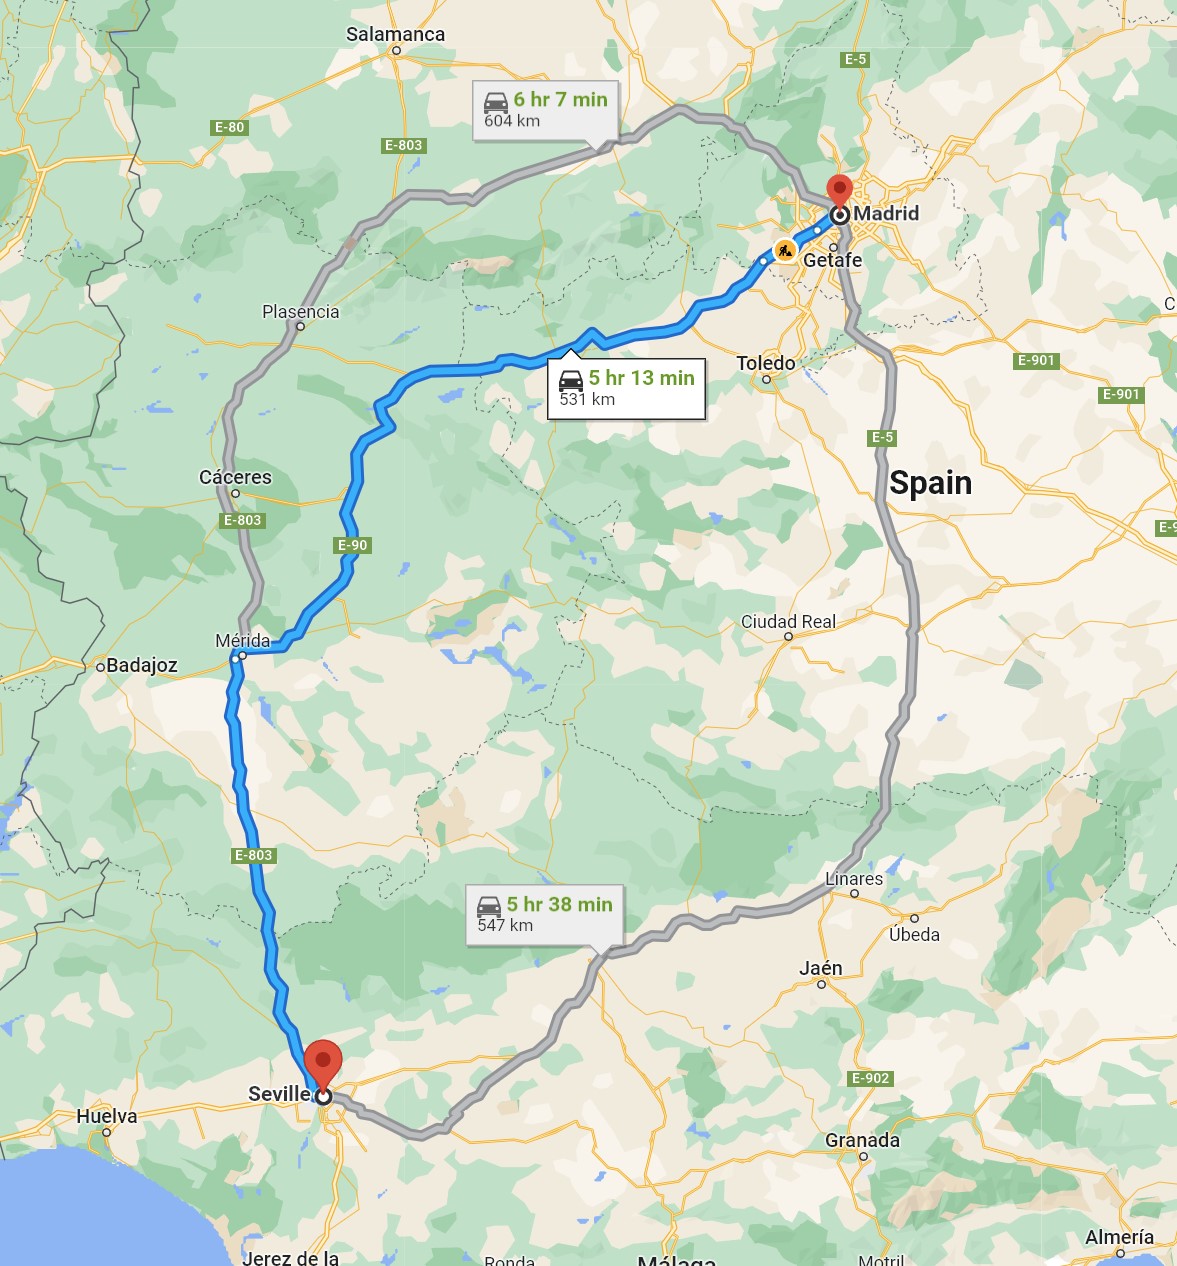 Salamanca
E-5
6 hr 7 min
604 km
E-80
E-803
Madrid
Getafe
Plasencia
C
Toledo
E-901
5 hr 13 min
531 km
E-901
E-5
Cáceres
Spain
E-803
E-9
E-90
Ciudad Real
Mérida
Badajoz
E-803
Linares
5 hr 38 min
547 km
Úbeda
Jaén
E-902
Seville
Huelva
Granada
Almería
Jerez de la
Ronda
Málaga
Motril